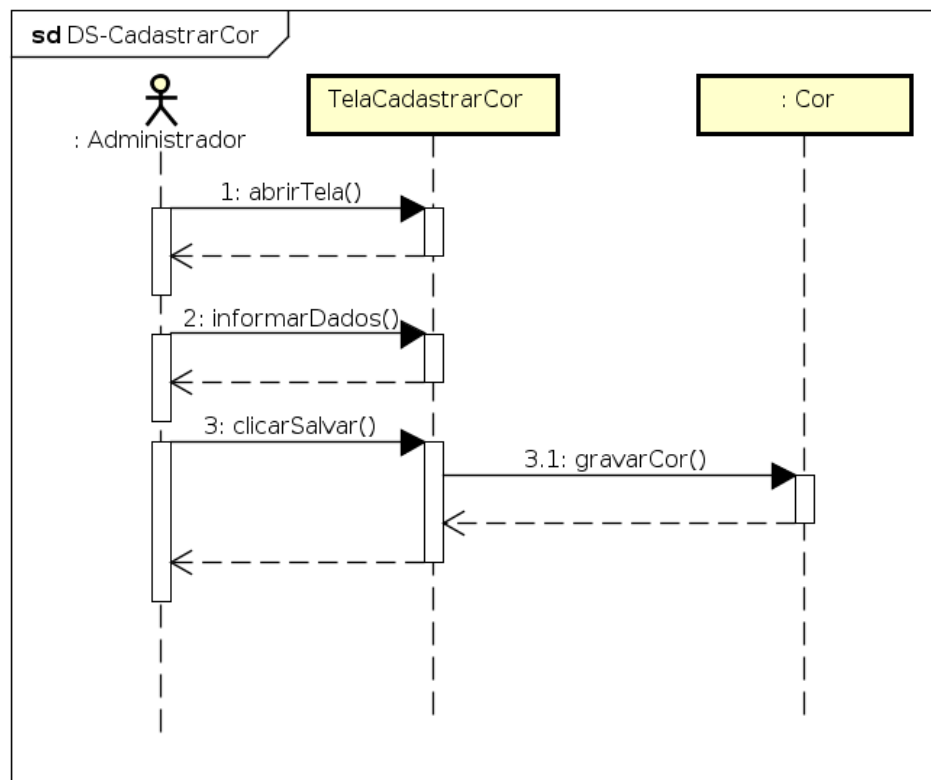 sd DS-CadastrarCor
TelaCadastrarCor
: Cor
: Administrador
1: abrirTela()
2: informarDados()
3: clicarSalvar()
3.1: gravarCor()